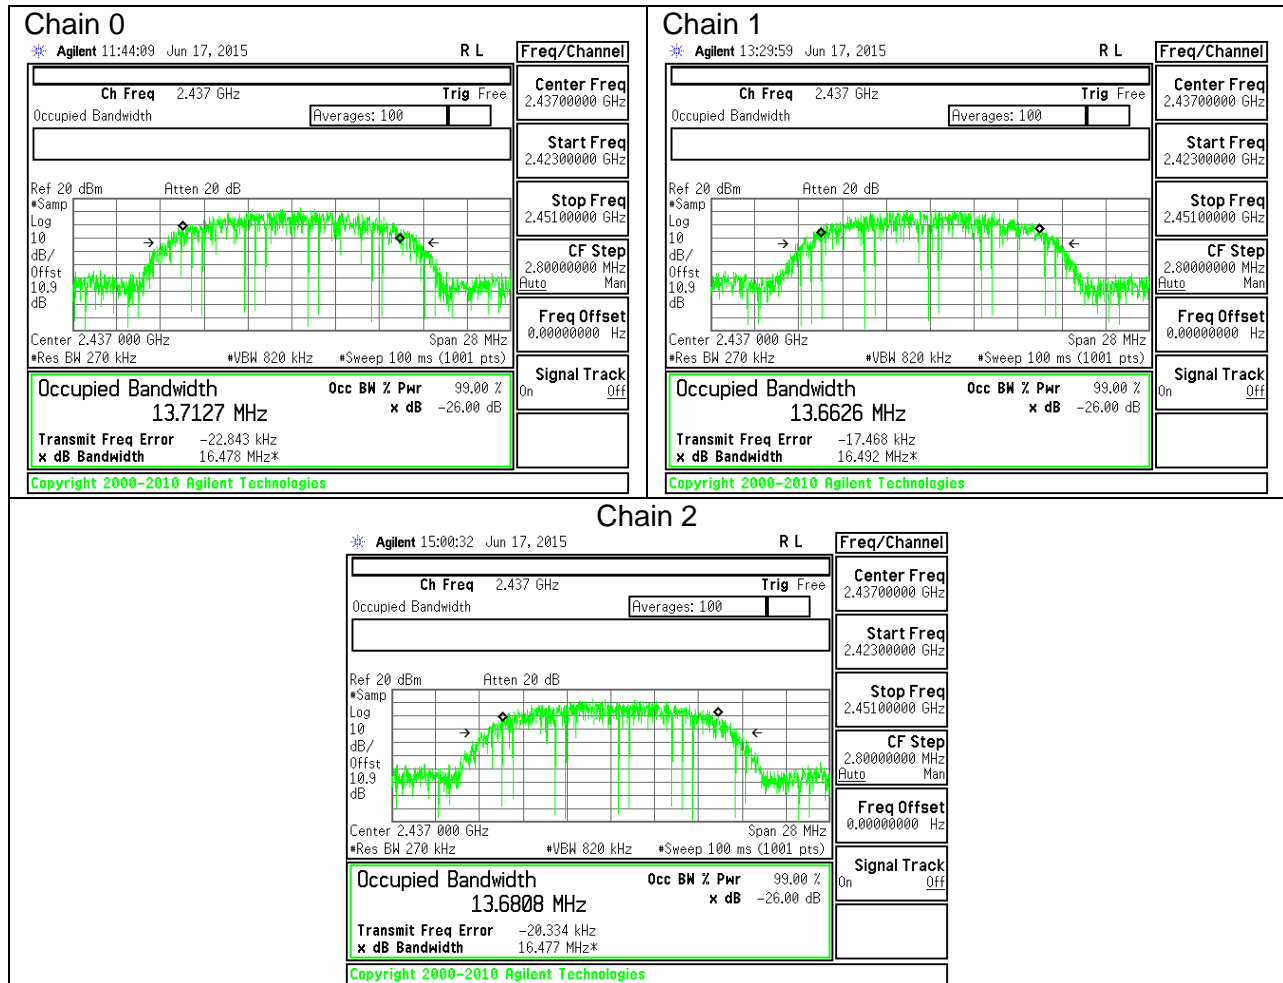 Chain 0
Agilent 11:44:09 Jun 17, 2015 R L
Freq/Channel
Ch Freq 2.437 GHz Trig Free
Occupied Bandwidth Averages: 100
Center Freq
2.43700000 GHz
Start Freq
2.42300000 GHz
Stop Freq
2.45100000 GHz
CF Step
2.80000000 MHz
Auto Man
Freq Offset
0.00000000 Hz
Signal Track
On Off
Ref 20 dBm Atten 20 dB
#Samp
Log
10
dB/
Offst
10.9
dB
Center 2.437 000 GHz Span 28 MHz
#Res BW 270 kHz #VBW 820 kHz #Sweep 100 ms (1001 pts)
Occupied Bandwidth Occ BW % Pwr 99.00 %
13.7127 MHz x dB -26.00 dB
Transmit Freq Error -22.843 kHz
x dB Bandwidth 16.478 MHz*
Copyright 2000-2010 Agilent Technologies
Chain 1
Agilent 13:29:59 Jun 17, 2015 R L
Freq/Channel
Ch Freq 2.437 GHz Trig Free
Occupied Bandwidth Averages: 100
Center Freq
2.43700000 GHz
Start Freq
2.42300000 GHz
Stop Freq
2.45100000 GHz
CF Step
2.80000000 MHz
Auto Man
Freq Offset
0.00000000 Hz
Signal Track
On Off
Ref 20 dBm Atten 20 dB
#Samp
Log
10
dB/
Offst
10.9
dB
Center 2.437 000 GHz Span 28 MHz
#Res BW 270 kHz #VBW 820 kHz #Sweep 100 ms (1001 pts)
Occupied Bandwidth Occ BW % Pwr 99.00 %
13.6626 MHz x dB -26.00 dB
Transmit Freq Error -17.468 kHz
x dB Bandwidth 16.492 MHz*
Copyright 2000-2010 Agilent Technologies
Chain 2
Agilent 15:00:32 Jun 17, 2015 R L
Freq/Channel
Ch Freq 2.437 GHz Trig Free
Occupied Bandwidth Averages: 100
Center Freq
2.43700000 GHz
Start Freq
2.42300000 GHz
Stop Freq
2.45100000 GHz
CF Step
2.80000000 MHz
Auto Man
Freq Offset
0.00000000 Hz
Signal Track
On Off
Ref 20 dBm Atten 20 dB
#Samp
Log
10
dB/
Offst
10.9
dB
Center 2.437 000 GHz Span 28 MHz
#Res BW 270 kHz #VBW 820 kHz #Sweep 100 ms (1001 pts)
Occupied Bandwidth Occ BW % Pwr 99.00 %
13.6808 MHz x dB -26.00 dB
Transmit Freq Error -20.334 kHz
x dB Bandwidth 16.477 MHz*
Copyright 2000-2010 Agilent Technologies